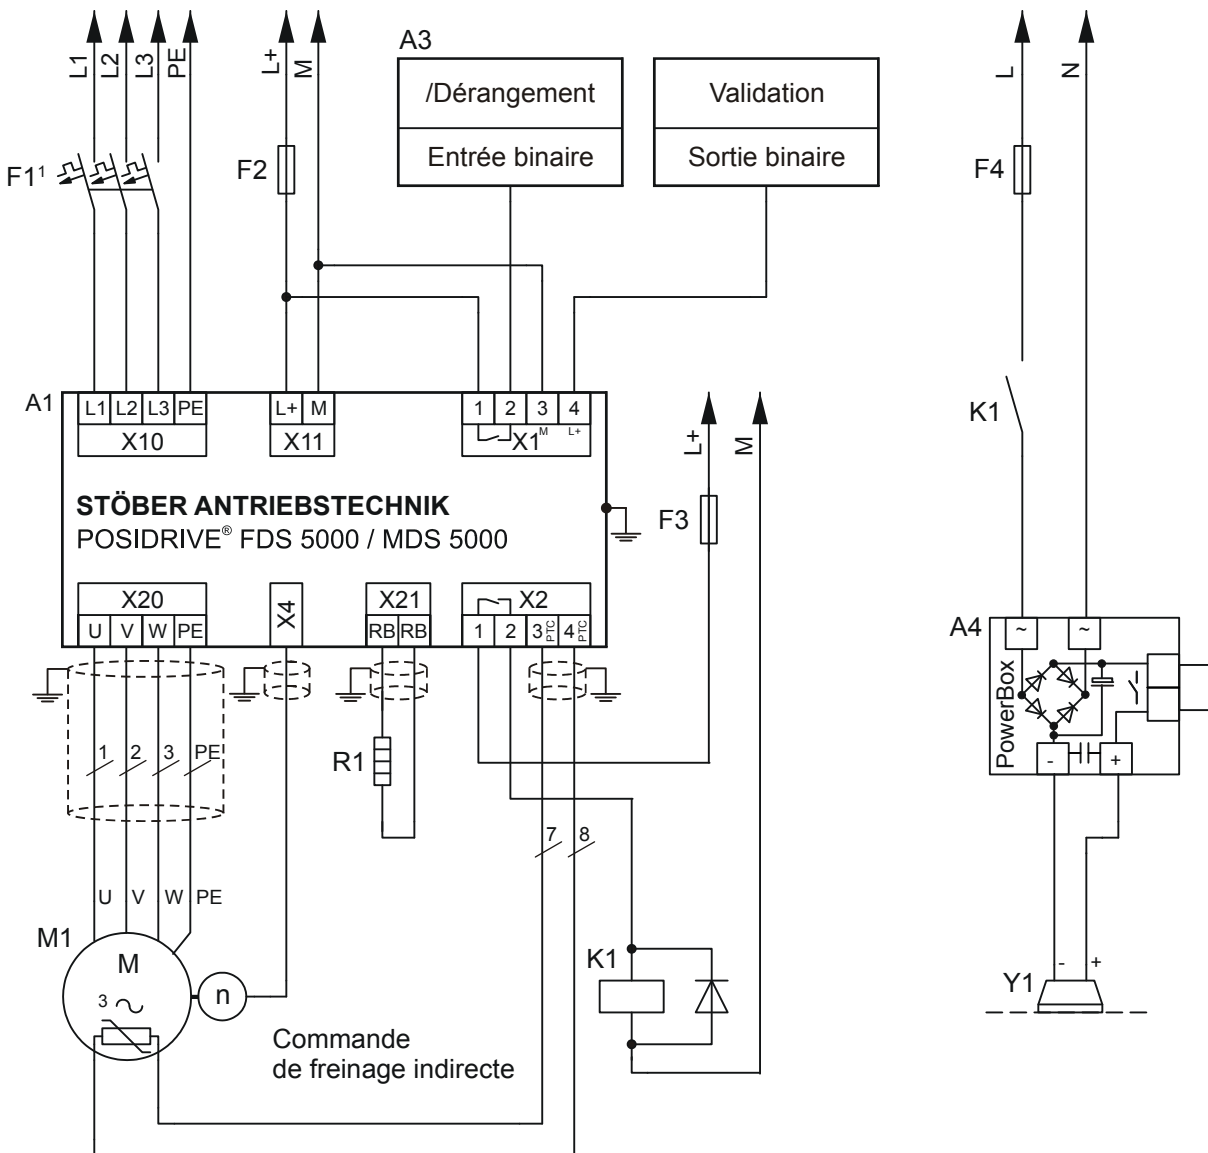 L1 L2 L3 PE
L+ M
A3
/Dérangement
Entrée binaire
Validation
Sortie binaire
L N
F1¹
F2
F4
K1
A1
L1 L2 L3 PE
X10
L+ M
X11
1 2 3 4
X1 M L+
L+ M
F3
STÖBER ANTRIEBSTECHNIK
POSIDRIVE® FDS 5000 / MDS 5000
X20
U V W PE
X4
X21
RB RB
X2
1 2 3 PTC 4 PTC
A4
~ ~
PowerBox
- +
1 2 3 PE
R1
7 8
U V W PE
M1
M
3
n
K1
Y1
- +
Commande
de freinage indirecte